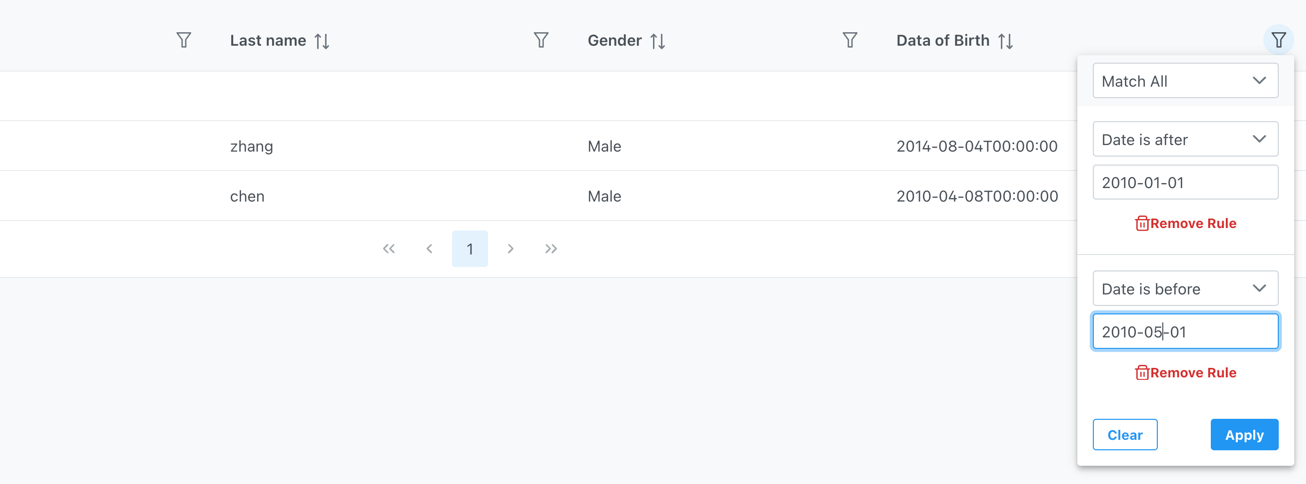 Last name Gender Data of Birth
Match All
Date is after
zhang Male 2014-08-04T00:00:00
2010-01-01
chen Male 2010-04-08T00:00:00
Remove Rule
1
Date is before
2010-05-01
Remove Rule
Clear Apply